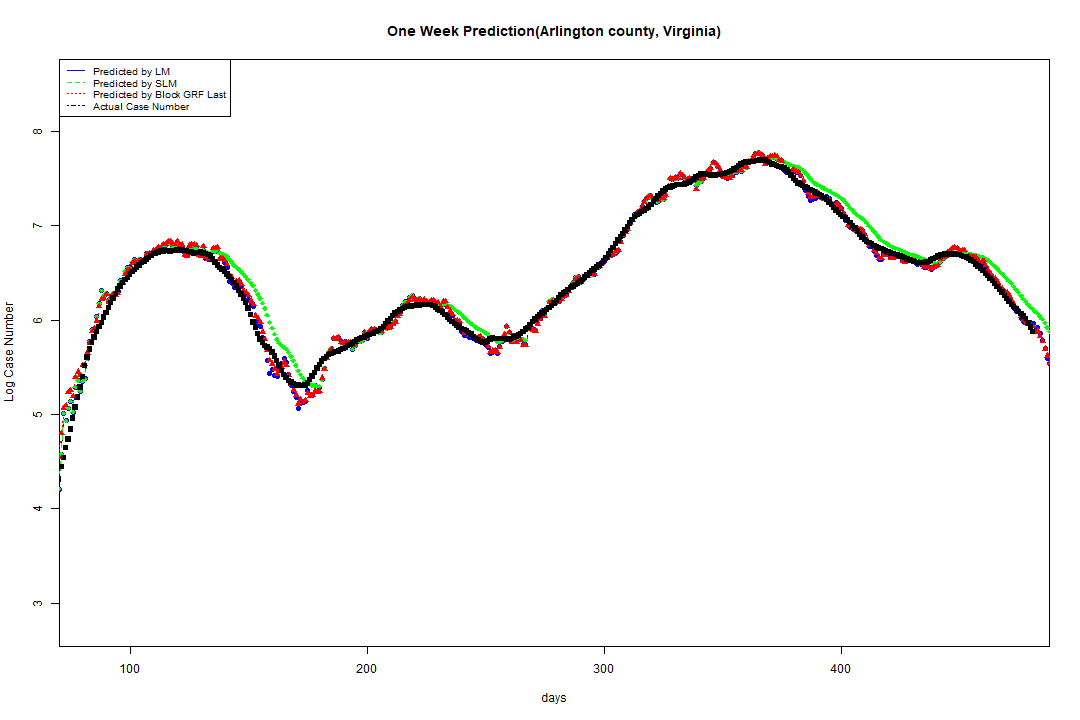 One Week Prediction(Arlington county, Virginia)
Predicted by LM
Predicted by SLM
Predicted by Block GRF Last
Actual Case Number
8
7
6
5
4
3
Log Case Number
100 200 300 400
days